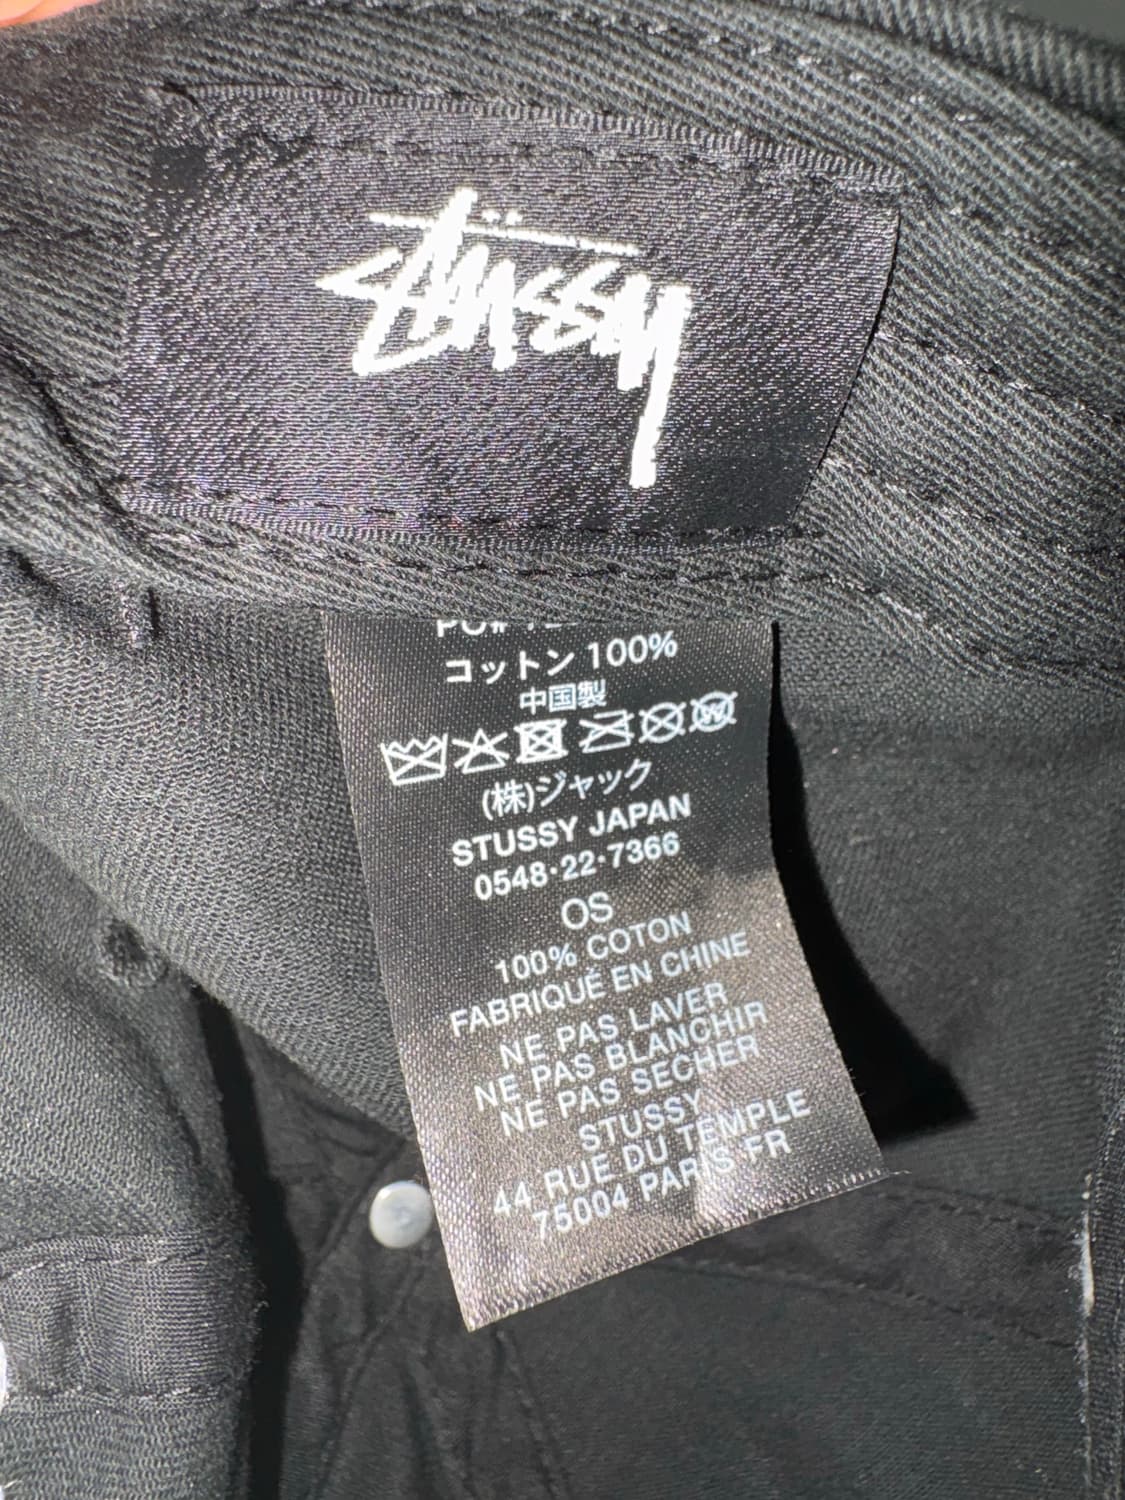 Stüssy
PO#
コットン 100%
中国製
W
(株)ジャック
STUSSY JAPAN
0548·22·7366
OS
100% COTON
FABRIQUÉ EN CHINE
NE PAS LAVER
NE PAS BLANCHIR
NE PAS SECHER
STUSSY
44 RUE DU TEMPLE
75004 PARIS FR